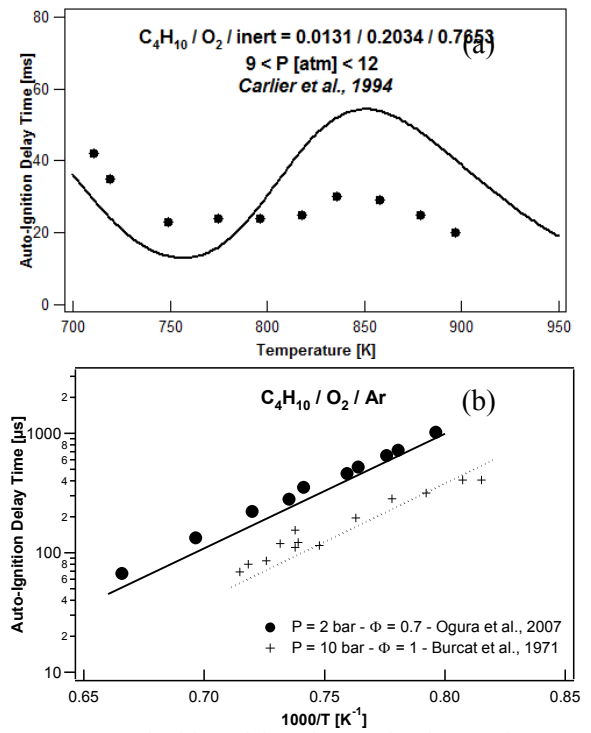 C4H10 / O2 / inert = 0.0131 / 0.2034 / 0.7653
(a)
9 < P [atm] < 12
Carlier et al., 1994
Auto-Ignition Delay Time [ms]
80
60
40
20
0
700 750 800 850 900 950
Temperature [K]
C4H10 / O2 / Ar
(b)
Auto-Ignition Delay Time [µs]
2
1000
8
6
4
2
100
8
6
4
2
10
P = 2 bar - Φ = 0.7 - Ogura et al., 2007
P = 10 bar - Φ = 1 - Burcat et al., 1971
0.65 0.70 0.75 0.80 0.85
1000/T [K⁻¹]